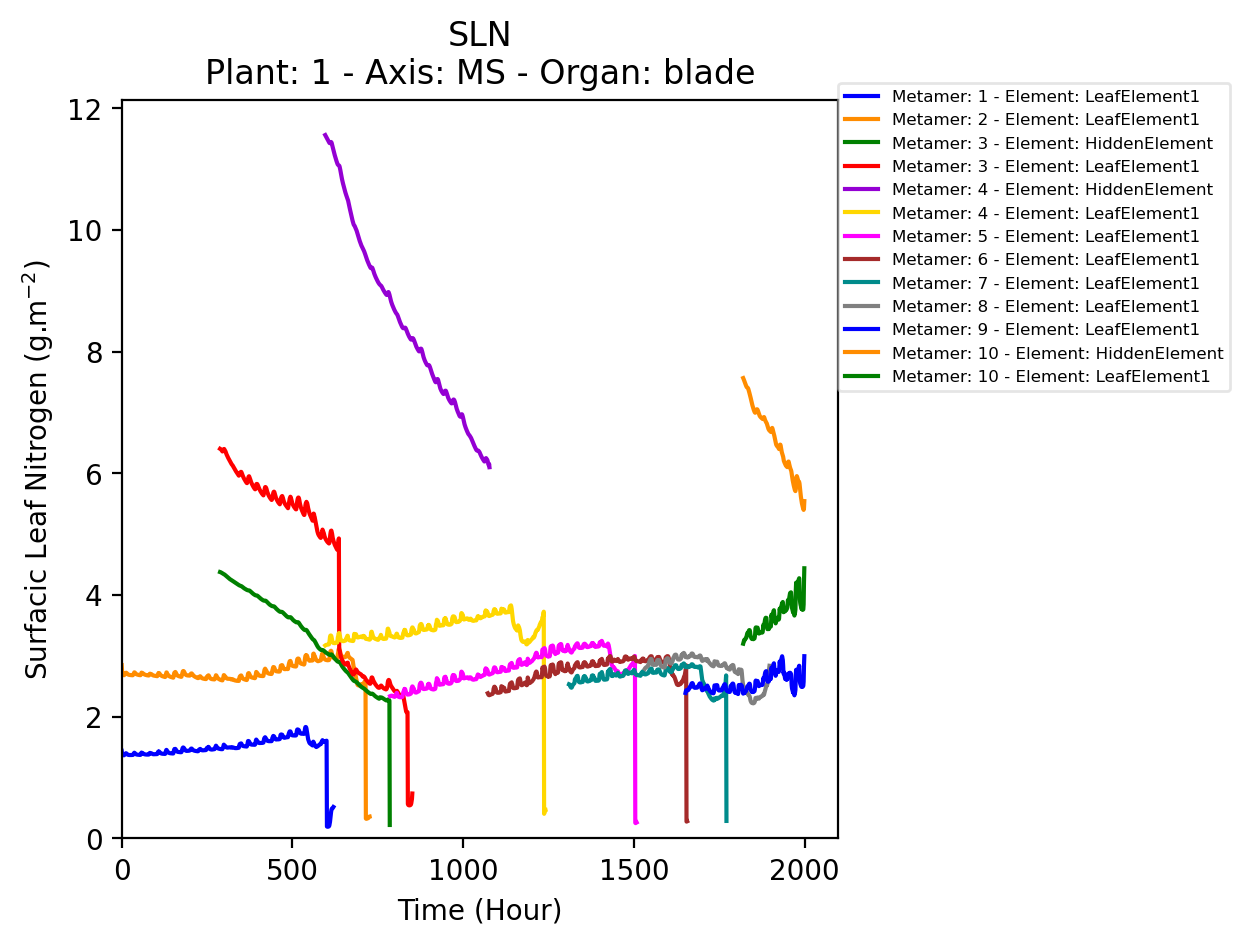 SLN
Plant: 1 - Axis: MS - Organ: blade
12
10
8
6
4
2
0
Surfacic Leaf Nitrogen (g.m⁻²)
0 500 1000 1500 2000
Time (Hour)
Metamer: 1 - Element: LeafElement1
Metamer: 2 - Element: LeafElement1
Metamer: 3 - Element: HiddenElement
Metamer: 3 - Element: LeafElement1
Metamer: 4 - Element: HiddenElement
Metamer: 4 - Element: LeafElement1
Metamer: 5 - Element: LeafElement1
Metamer: 6 - Element: LeafElement1
Metamer: 7 - Element: LeafElement1
Metamer: 8 - Element: LeafElement1
Metamer: 9 - Element: LeafElement1
Metamer: 10 - Element: HiddenElement
Metamer: 10 - Element: LeafElement1